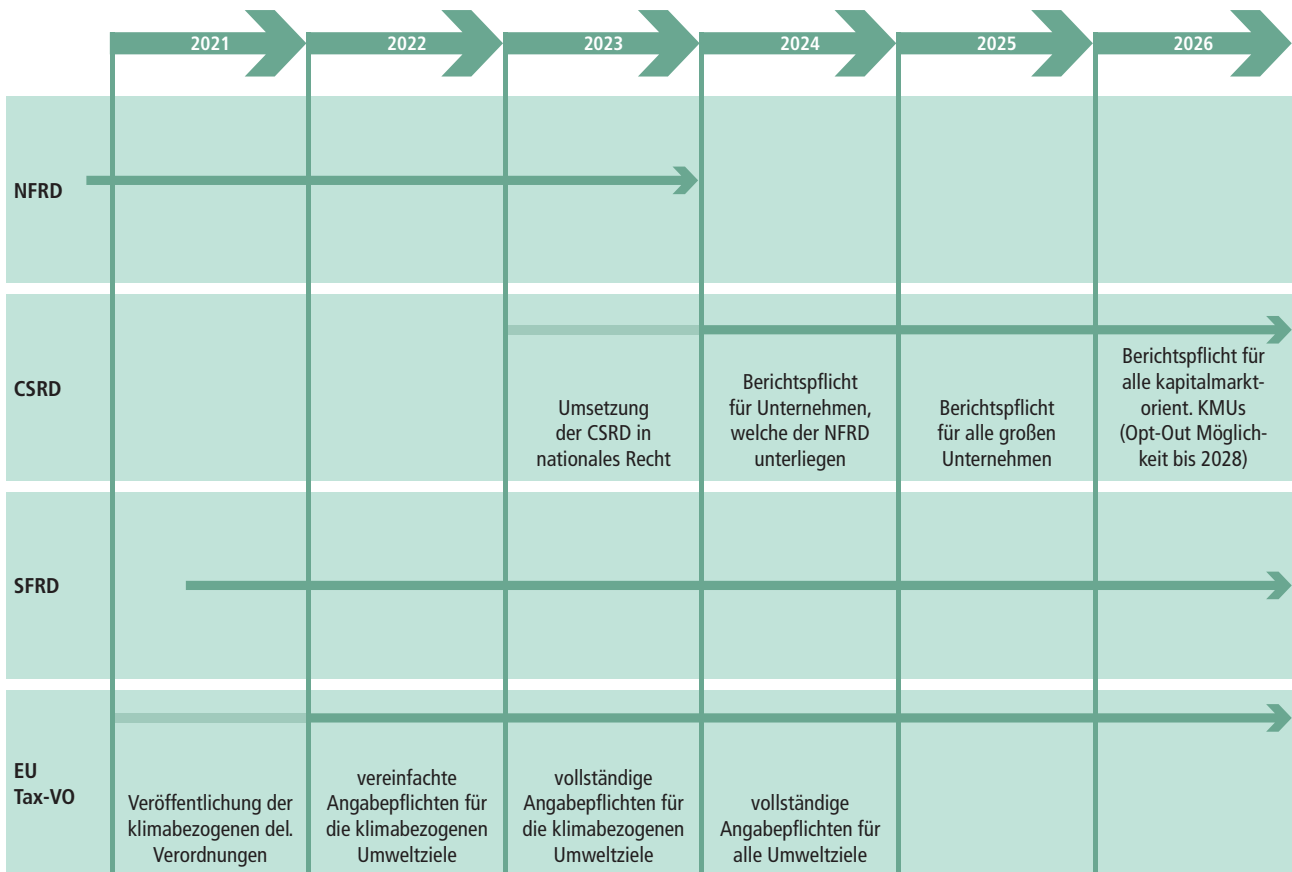 2021
2022
2023
2024
2025
2026
NFRD
CSRD
Umsetzung
der CSRD in
nationales Recht
Berichtspflicht
für Unternehmen,
welche der NFRD
unterliegen
Berichtspflicht
für alle großen
Unternehmen
Berichtspflicht für
alle kapitalmarkt-
orient. KMUs
(Opt-Out Möglich-
keit bis 2028)
SFRD
EU
Tax-VO
Veröffentlichung der
klimabezogenen del.
Verordnungen
vereinfachte
Angabepflichten für
die klimabezogenen
Umweltziele
vollständige
Angabepflichten für
die klimabezogenen
Umweltziele
vollständige
Angabepflichten für
alle Umweltziele